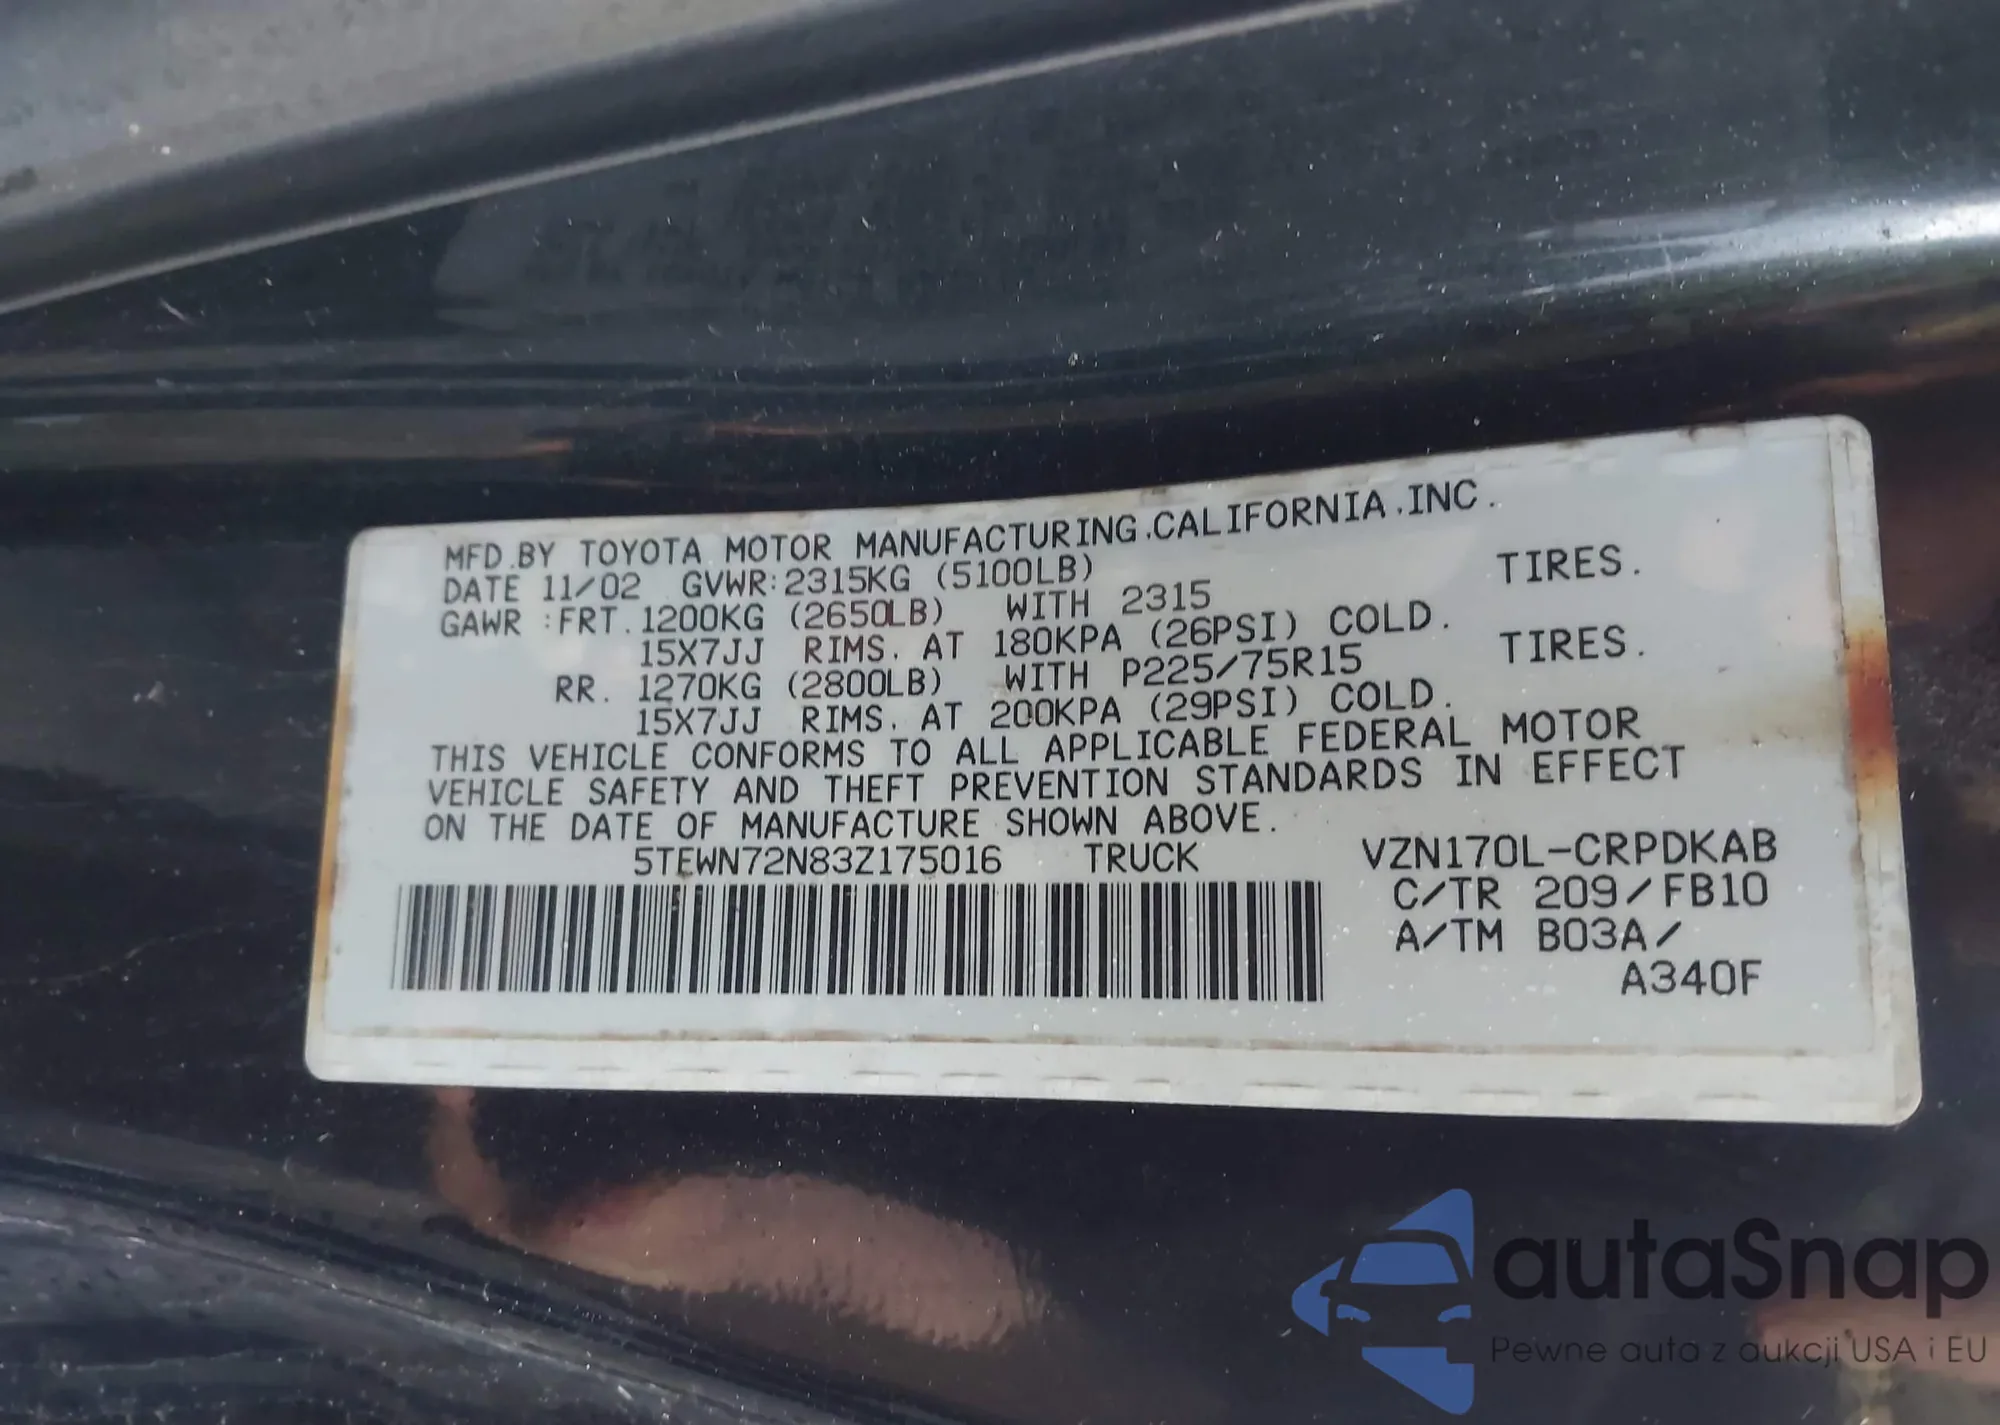 MFD.BY TOYOTA MOTOR MANUFACTURING.CALIFORNIA.INC.
DATE 11/02 GVWR:2315KG (5100LB)
GAWR :FRT. 1200KG (2650LB) WITH 2315 TIRES.
15X7JJ RIMS. AT 180KPA (26PSI) COLD.
RR. 1270KG (2800LB) WITH P225/75R15 TIRES.
15X7JJ RIMS. AT 200KPA (29PSI) COLD.
THIS VEHICLE CONFORMS TO ALL APPLICABLE FEDERAL MOTOR
VEHICLE SAFETY AND THEFT PREVENTION STANDARDS IN EFFECT
ON THE DATE OF MANUFACTURE SHOWN ABOVE.
5TEWN72N83Z175016 TRUCK VZN170L-CRPDKAB
C/TR 209/FB10
A/TM B03A/
A340F
autaSnap
Pewne auta z aukcji USA i EU